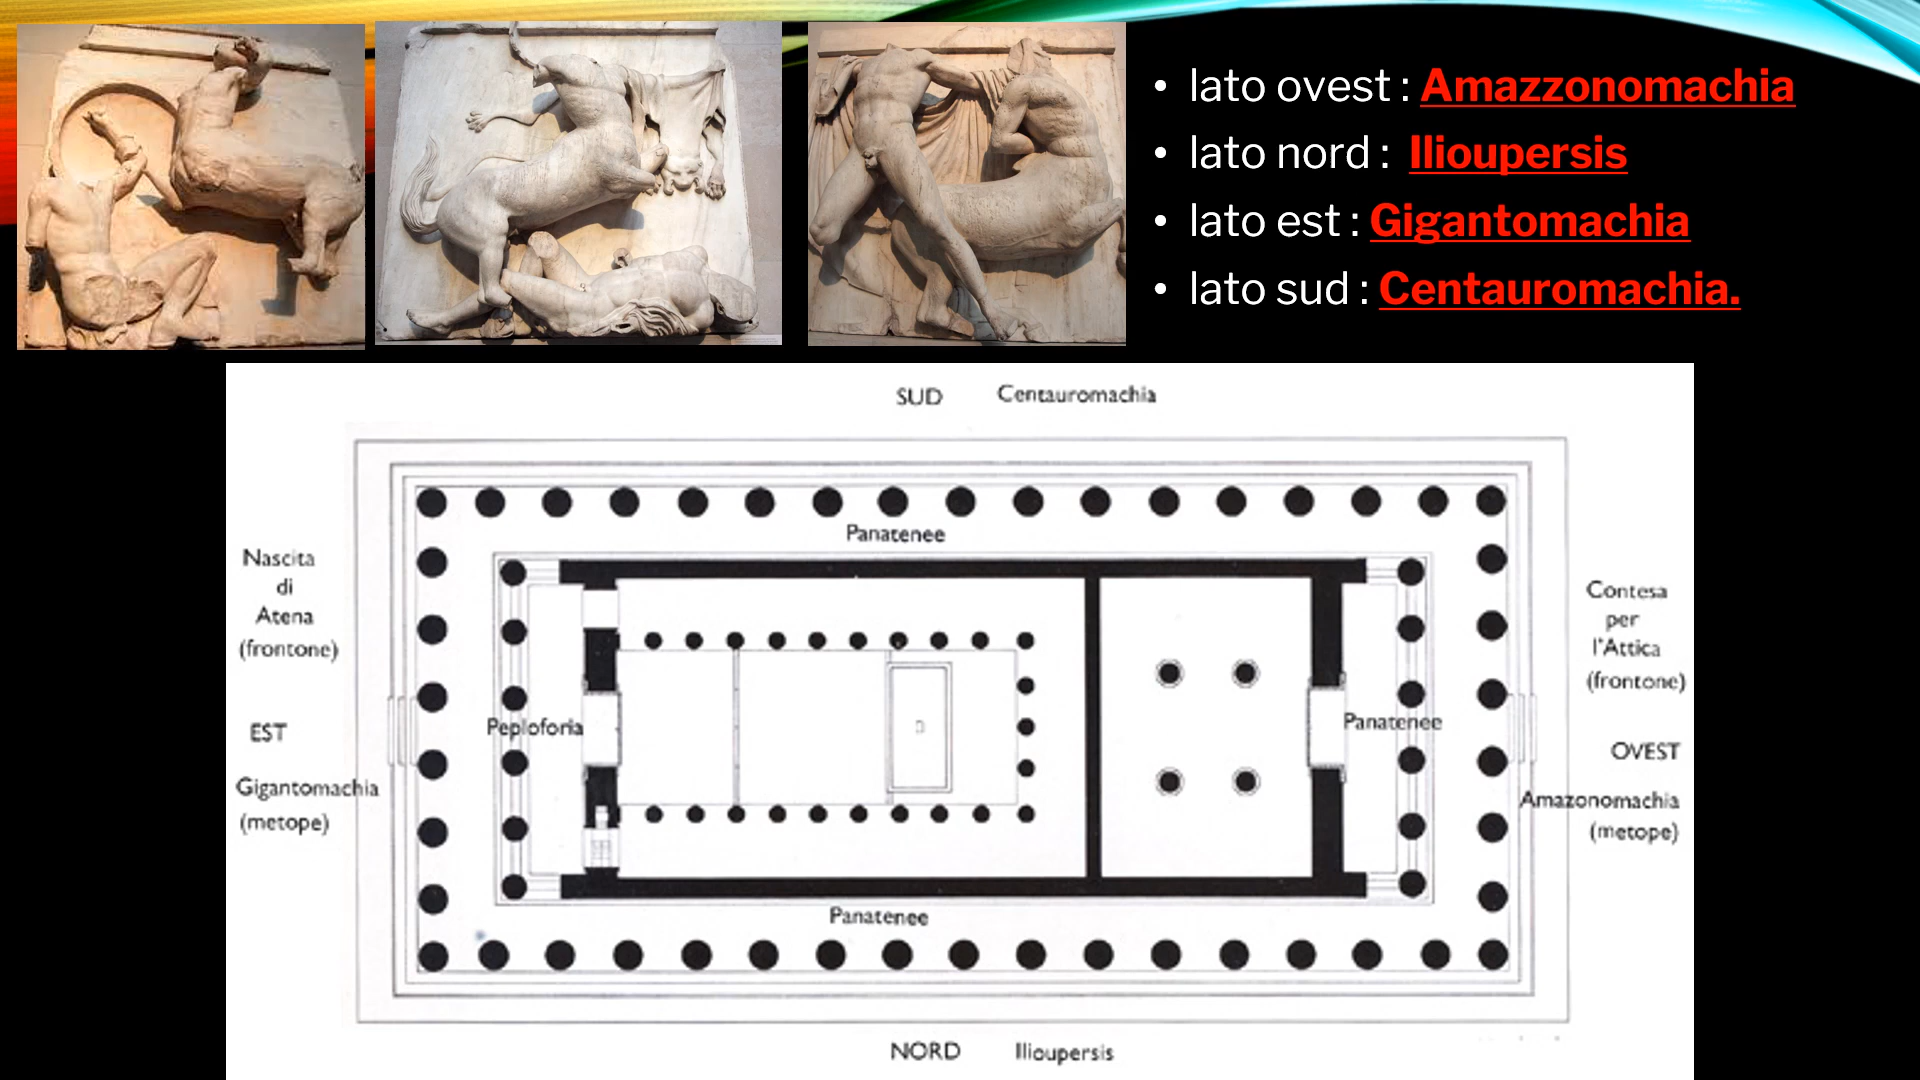 • lato ovest : Amazzonomachia
• lato nord : Ilioupersis
• lato est : Gigantomachia
• lato sud : Centauromachia.
SUD Centauromachia
Panatenee
Nascita
di
Atena
(frontone)
EST
Gigantomachia
(metope)
Peploforia
Panatenee
Contesa
per
l'Attica
(frontone)
OVEST
Amazonomachia
(metope)
Panatenee
NORD Ilioupersis